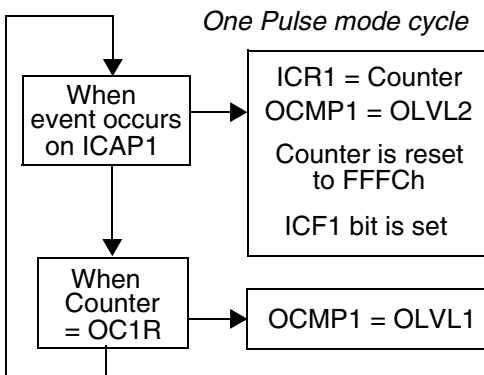 One Pulse mode cycle
When
event occurs
on ICAP1
ICR1 = Counter
OCMP1 = OLVL2
Counter is reset
to FFFCh
ICF1 bit is set
When
Counter
= OC1R
OCMP1 = OLVL1